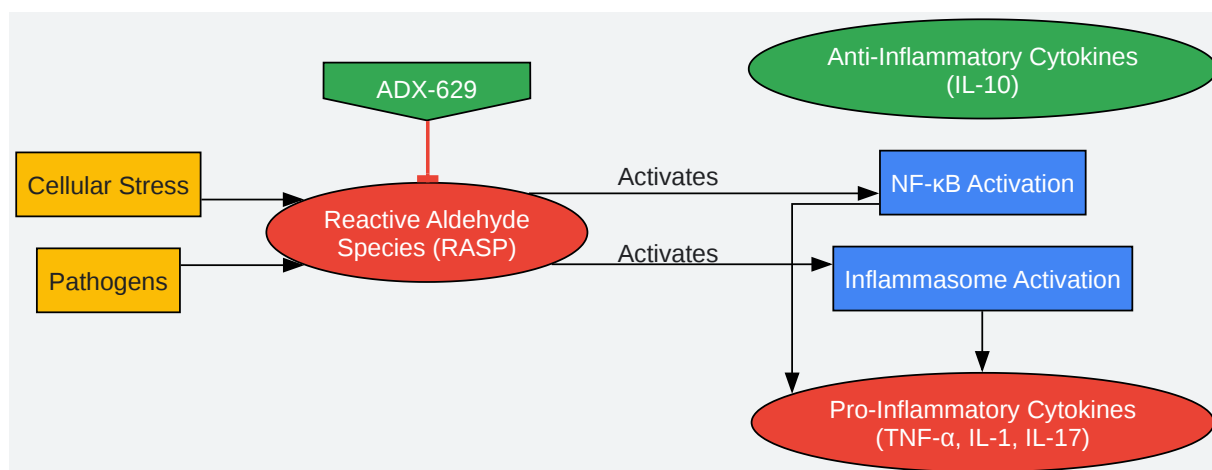 ADX-629
Anti-Inflammatory Cytokines
(IL-10)
Cellular Stress
Pathogens
Reactive Aldehyde
Species (RASP)
Activates
Activates
NF-κB Activation
Inflammasome Activation
Pro-Inflammatory Cytokines
(TNF-α, IL-1, IL-17)